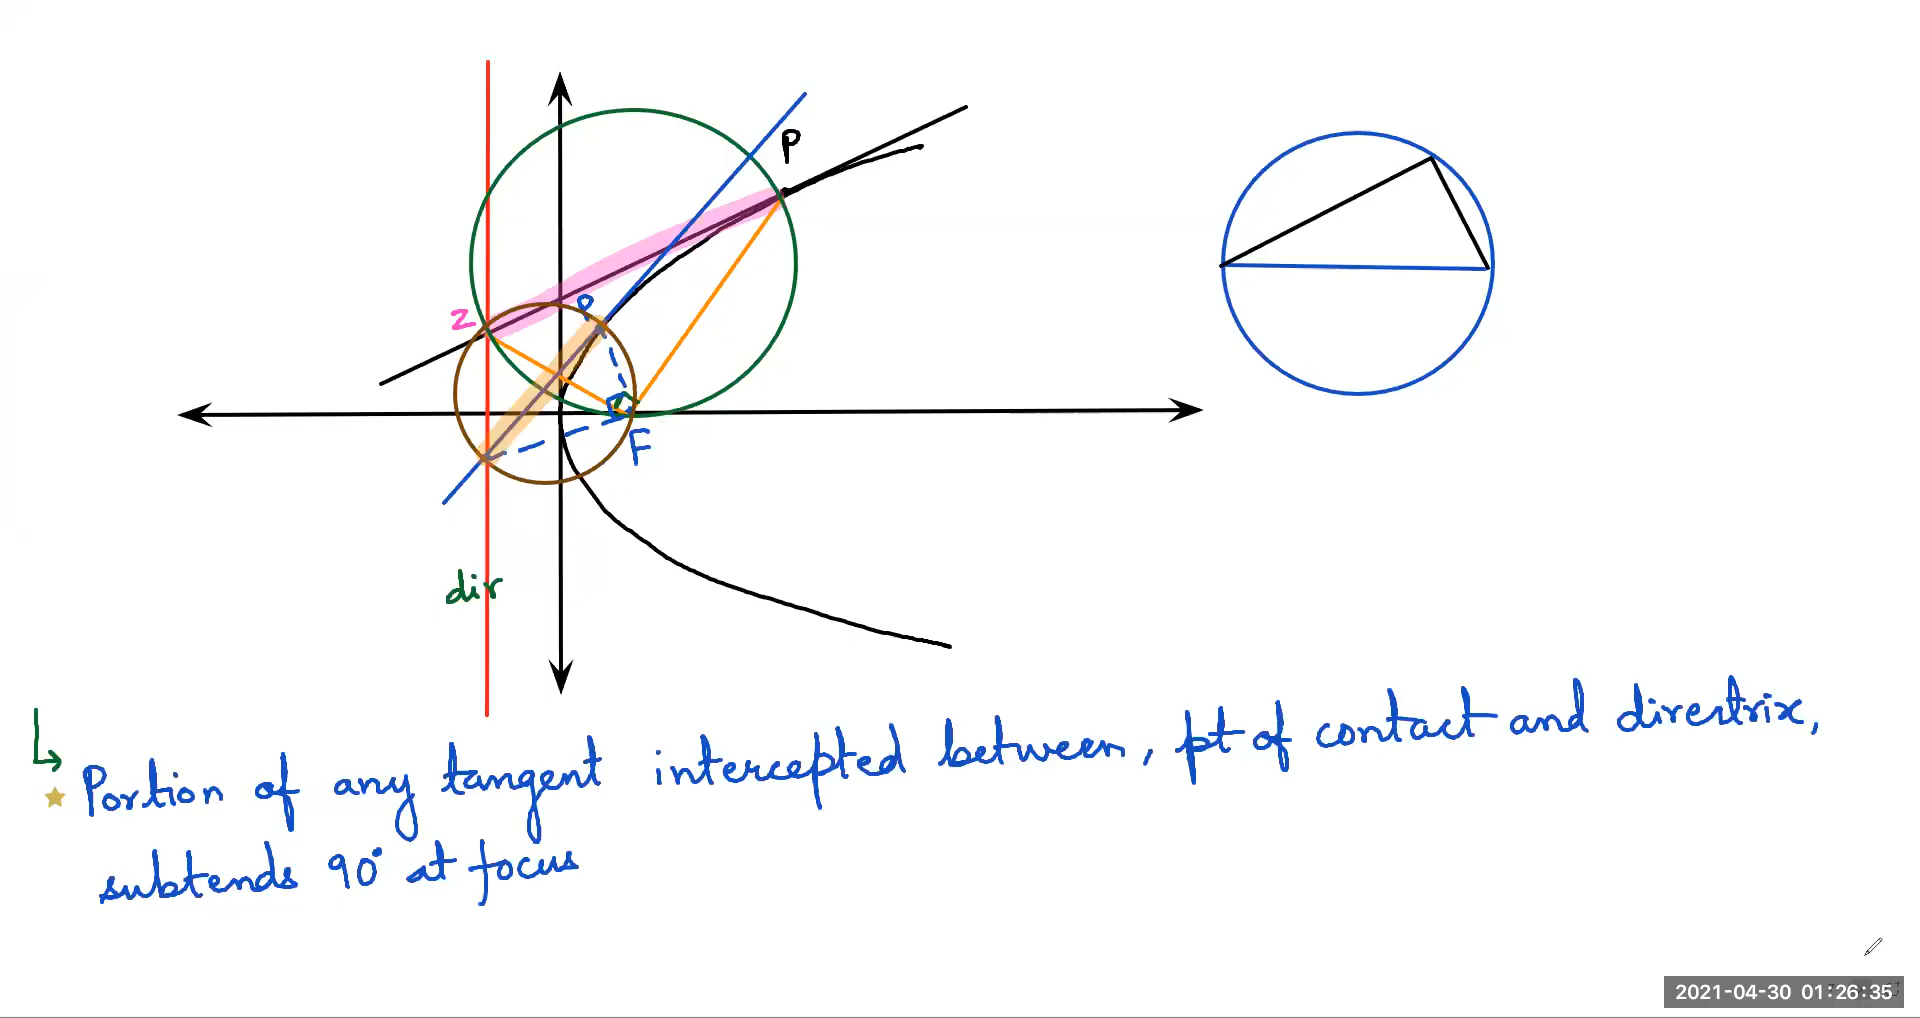 P
P
Z
F
dir
Portion of any tangent intercepted between, pt of contact and directrix,
subtends 90° at focus
2021-04-30 01:26:35